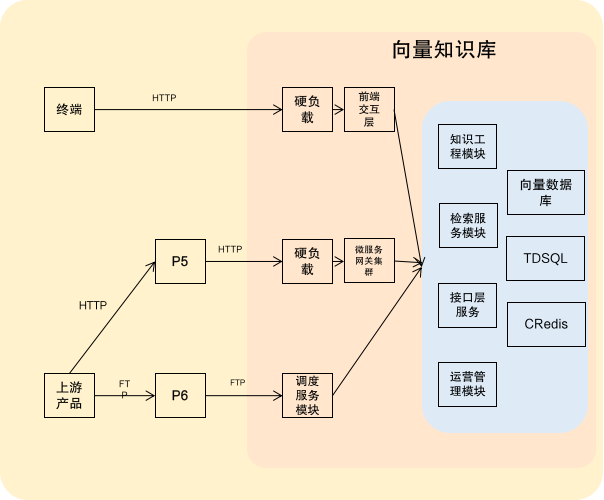 向量知识库
终端
HTTP
硬负
载
前端
交互
层
知识工
程模块
向量数据
库
检索服
务模块
P5
HTTP
硬负
载
微服务
网关集
群
TDSQL
HTTP
接口层
服务
CRedis
上游
产品
FT
P
P6
FTP
调度
服务
模块
运营管
理模块